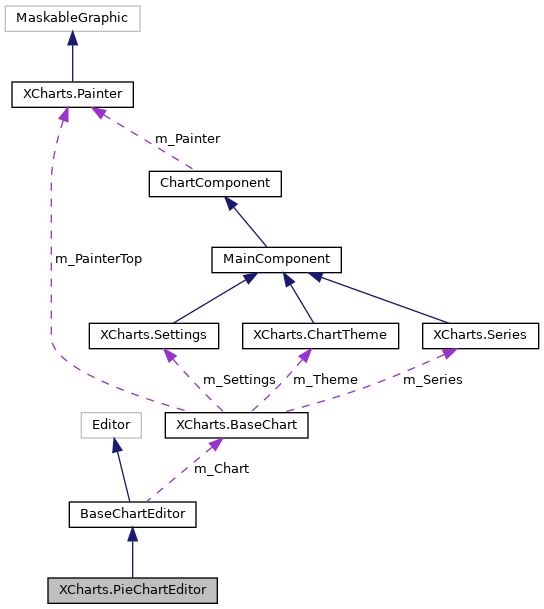 MaskableGraphic
XCharts.Painter
m_Painter
ChartComponent
m_PainterTop
MainComponent
XCharts.Settings
XCharts.ChartTheme
XCharts.Series
m_Settings
m_Theme
m_Series
Editor
XCharts.BaseChart
m_Chart
BaseChartEditor
XCharts.PieChartEditor